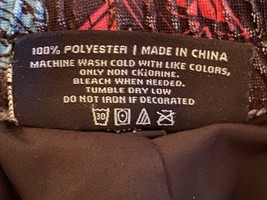 100% POLYESTER | MADE IN CHINA
MACHINE WASH COLD WITH LIKE COLORS,
ONLY NON CHLORINE.
BLEACH WHEN NEEDED.
TUMBLE DRY LOW
DO NOT IRON IF DECORATED
30